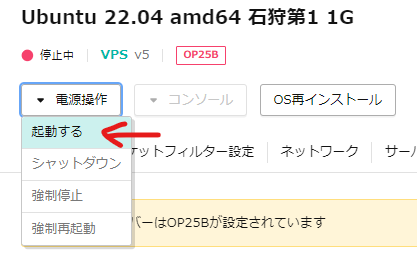 Ubuntu 22.04 amd64 石狩第1 1G
停止中 VPS v5 OP25B
電源操作 コンソール OS再インストール
起動する
シャットダウン
強制停止
強制再起動
ケットフィルター設定 ネットワーク サー
バーはOP25Bが設定されています